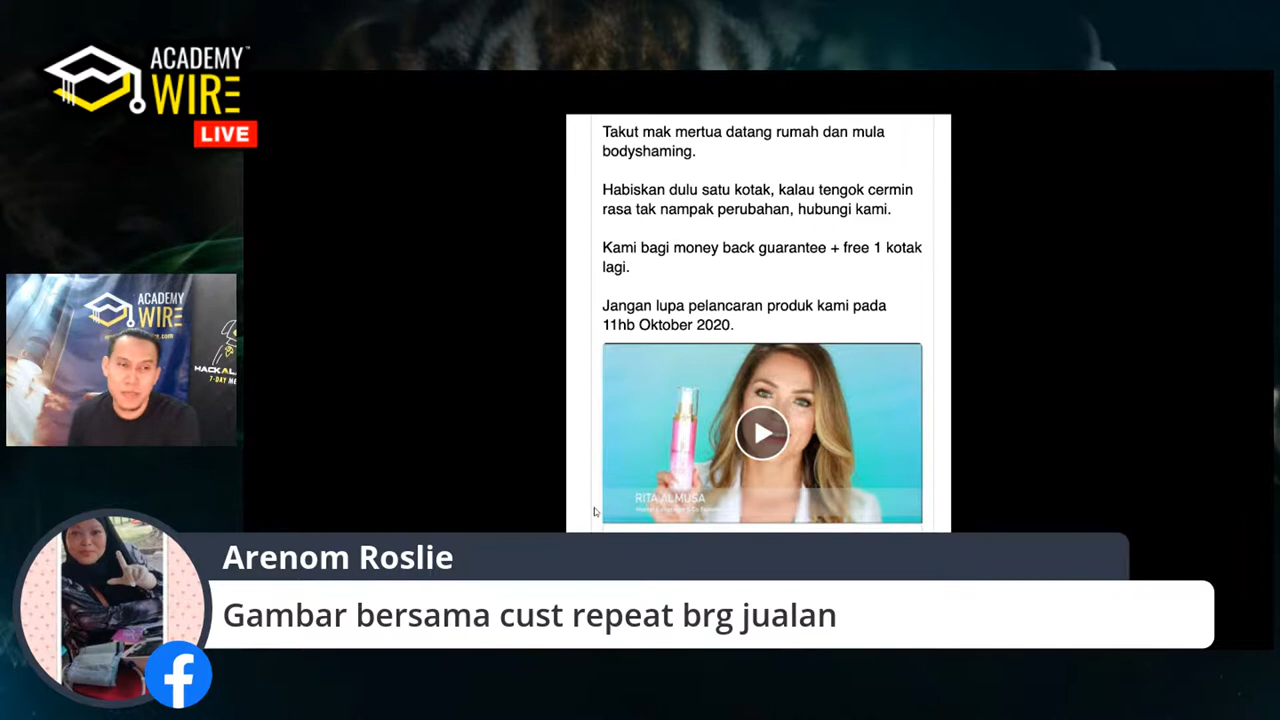 ACADEMY
WIRE
LIVE
Takut mak mertua datang rumah dan mula
bodyshaming.
Habiskan dulu satu kotak, kalau tengok cermin
rasa tak nampak perubahan, hubungi kami.
Kami bagi money back guarantee + free 1 kotak
lagi.
Jangan lupa pelancaran produk kami pada
11hb Oktober 2020.
RITA ALMUSA
ACADEMY
WIRE
Arenom Roslie
Gambar bersama cust repeat brg jualan